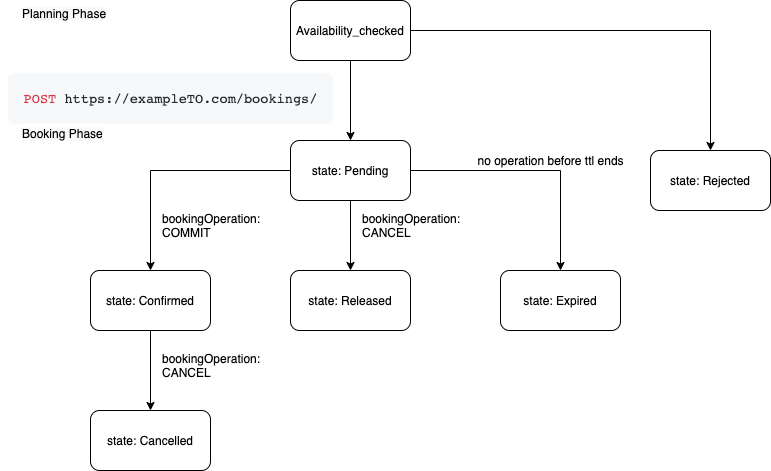 Planning Phase
Availability_checked
POST https://exampleTO.com/bookings/
Booking Phase
state: Pending
no operation before ttl ends
state: Rejected
bookingOperation:
COMMIT
bookingOperation:
CANCEL
state: Confirmed
state: Released
state: Expired
bookingOperation:
CANCEL
state: Cancelled